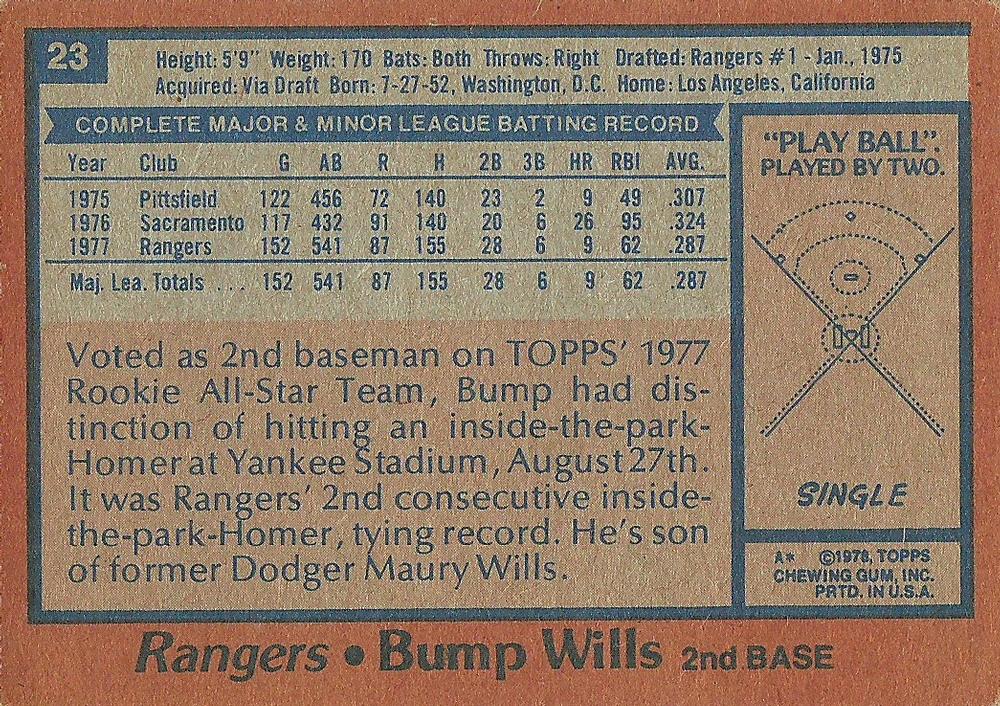 23
Height: 5'9" Weight: 170 Bats: Both Throws: Right Drafted: Rangers #1 - Jan., 1975
Acquired: Via Draft Born: 7-27-52, Washington, D.C. Home: Los Angeles, California
COMPLETE MAJOR & MINOR LEAGUE BATTING RECORD
Year Club G AB R H 2B 3B HR RBI AVG.
1975 Pittsfield 122 456 72 140 23 2 9 49 .307
1976 Sacramento 117 432 91 140 20 6 26 95 .324
1977 Rangers 152 541 87 155 28 6 9 62 .287
Maj. Lea. Totals ... 152 541 87 155 28 6 9 62 .287
Voted as 2nd baseman on TOPPS' 1977
Rookie All-Star Team, Bump had dis-
tinction of hitting an inside-the-park-
Homer at Yankee Stadium, August 27th.
It was Rangers' 2nd consecutive inside-
the-park-Homer, tying record. He's son
of former Dodger Maury Wills.
"PLAY BALL":
PLAYED BY TWO.
SINGLE
A* ©1978, TOPPS
CHEWING GUM, INC.
PRTD. IN U.S.A.
Rangers • Bump Wills 2nd BASE